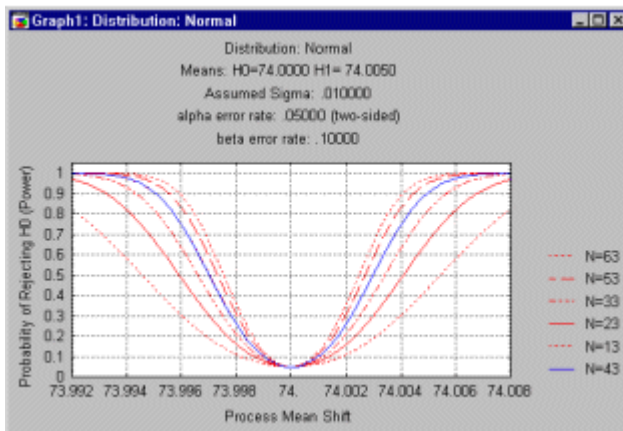 Graph1: Distribution: Normal
Distribution: Normal
Means: H0=74.0000 H1= 74.0050
Assumed Sigma: .010000
alpha error rate: .05000 (two-sided)
beta error rate: .10000
Probability of Rejecting H0 (Power)
1
0.9
0.8
0.7
0.6
0.5
0.4
0.3
0.2
0.1
0
73.992 73.994 73.996 73.998 74. 74.002 74.004 74.006 74.008
Process Mean Shift
N=63
N=53
N=33
N=23
N=13
N=43